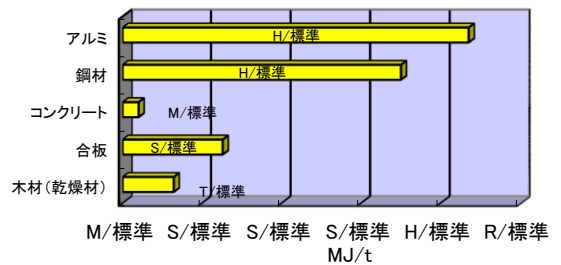 アルミ
H/標準
鋼材
H/標準
コンクリート
M/標準
合板
S/標準
木材（乾燥材）
T/標準
M/標準 S/標準 S/標準 S/標準 H/標準 R/標準
MJ/t